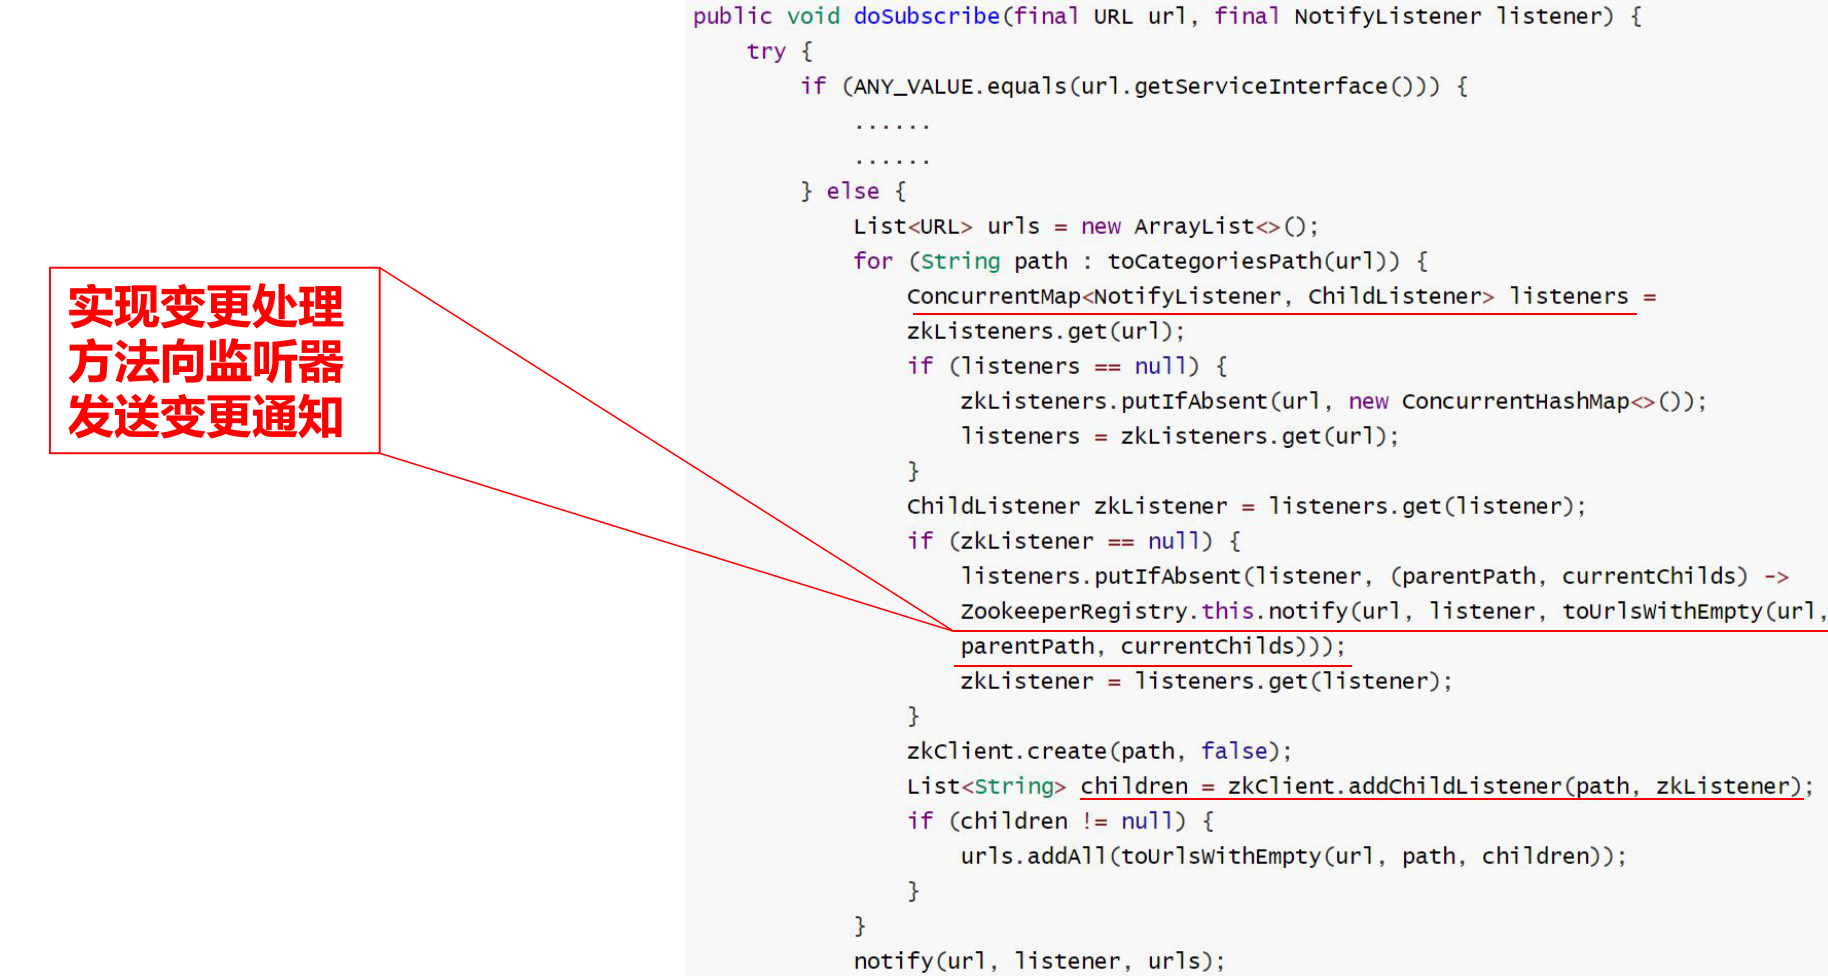 public void doSubscribe(final URL url, final NotifyListener listener) {
try {
if (ANY_VALUE.equals(url.getServiceInterface())) {
......
......
} else {
List<URL> urls = new ArrayList<>();
for (String path : toCategoriesPath(url)) {
ConcurrentMap<NotifyListener, ChildListener> listeners =
zkListeners.get(url);
if (listeners == null) {
zkListeners.putIfAbsent(url, new ConcurrentHashMap<>());
listeners = zkListeners.get(url);
}
ChildListener zkListener = listeners.get(listener);
if (zkListener == null) {
listeners.putIfAbsent(listener, (parentPath, currentChilds) ->
ZookeeperRegistry.this.notify(url, listener, toUrlsWithEmpty(url,
parentPath, currentChilds)));
zkListener = listeners.get(listener);
}
zkClient.create(path, false);
List<String> children = zkClient.addChildListener(path, zkListener);
if (children != null) {
urls.addAll(toUrlsWithEmpty(url, path, children));
}
}
notify(url, listener, urls);
实现变更处理
方法向监听器
发送变更通知